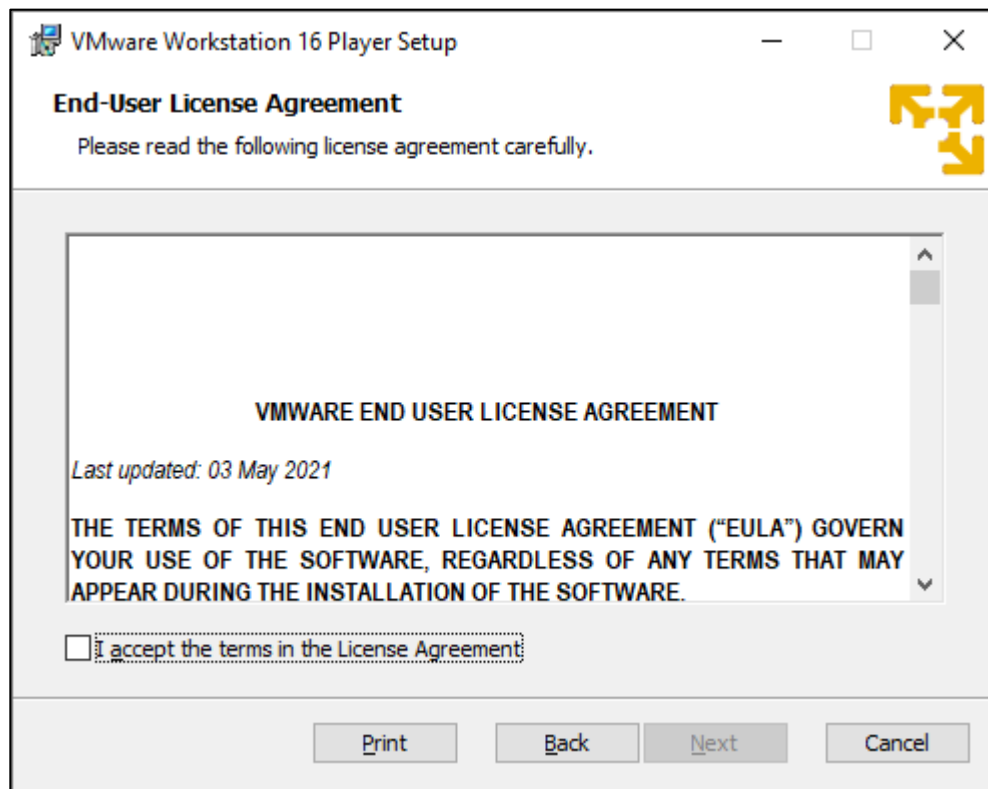 VMware Workstation 16 Player Setup
End-User License Agreement
Please read the following license agreement carefully.
VMWARE END USER LICENSE AGREEMENT
Last updated: 03 May 2021
THE TERMS OF THIS END USER LICENSE AGREEMENT (“EULA”) GOVERN
YOUR USE OF THE SOFTWARE, REGARDLESS OF ANY TERMS THAT MAY
APPEAR DURING THE INSTALLATION OF THE SOFTWARE.
I accept the terms in the License Agreement
Print Back Next Cancel